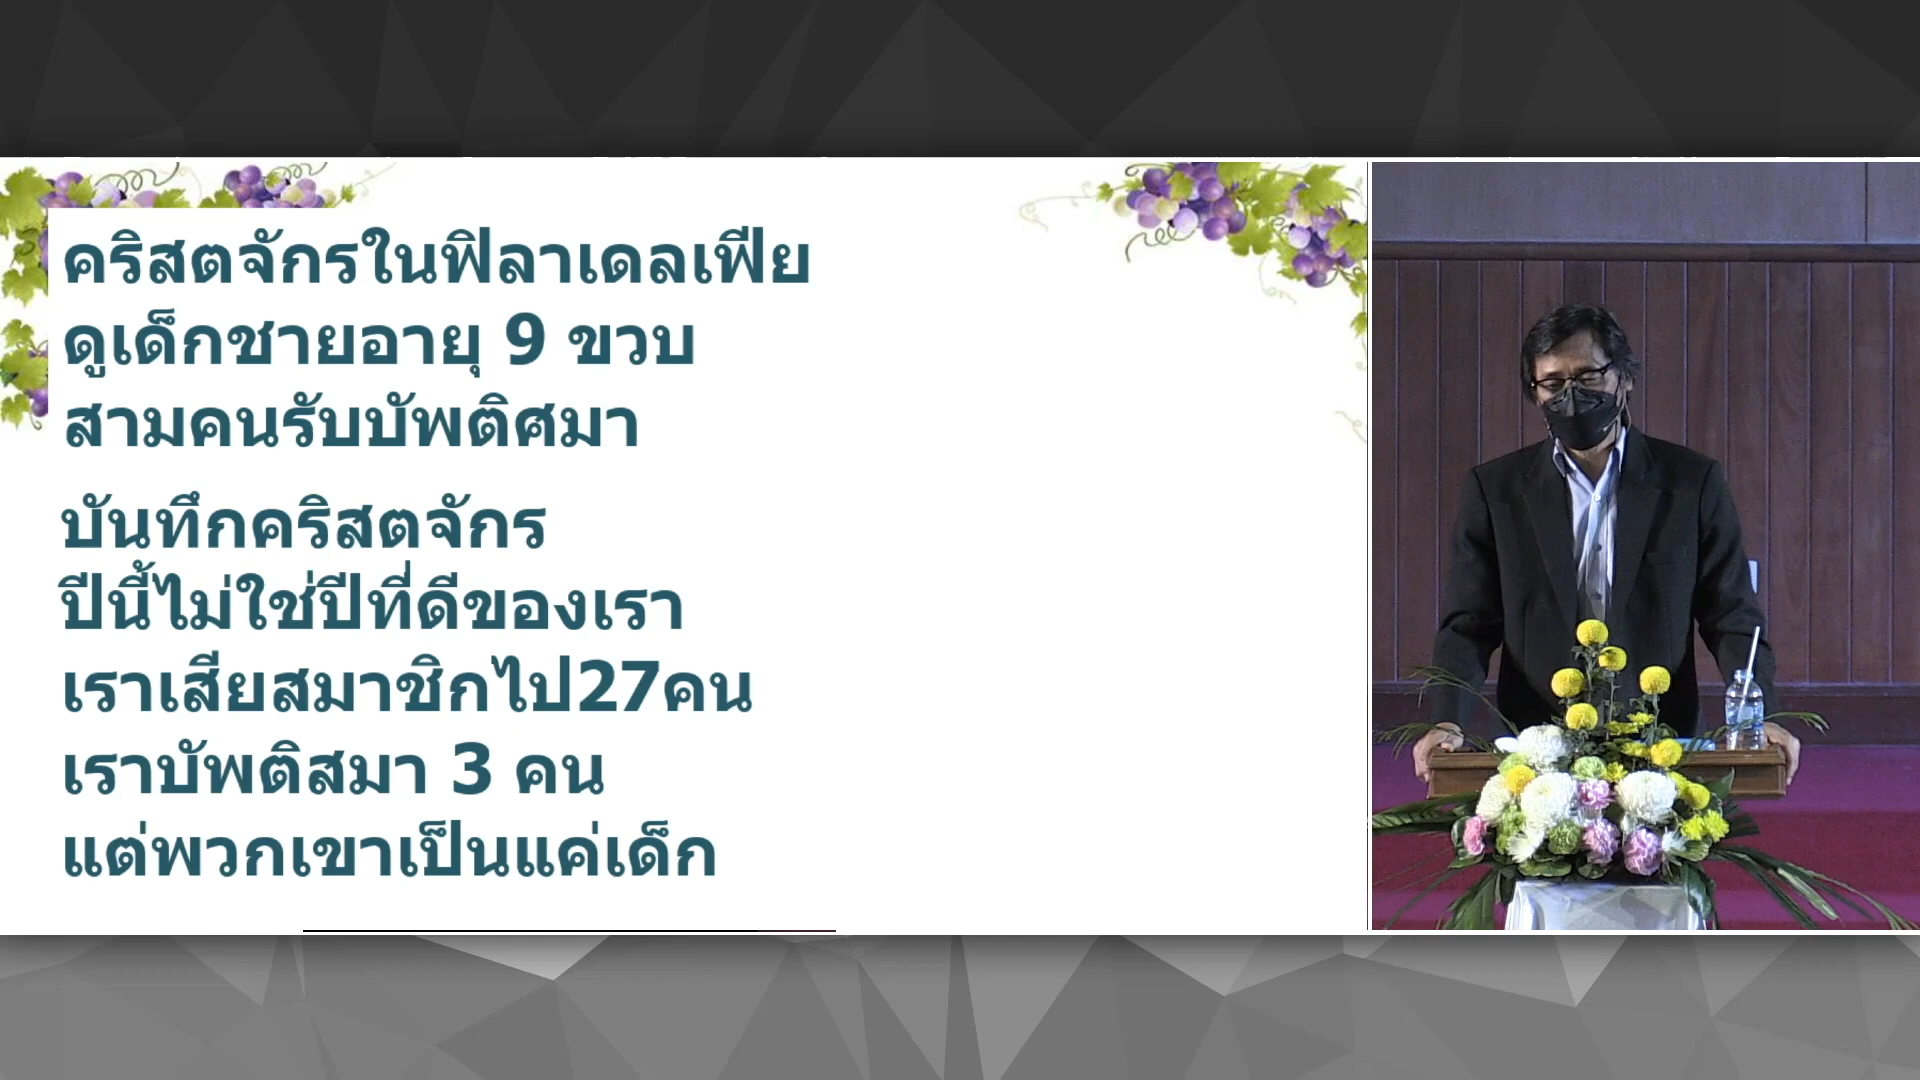 คริสตจักรในฟิลาเดลเฟีย
ดูเด็กชายอายุ 9 ขวบ
สามคนรับบัพติศมา
บันทึกคริสตจักร
ปีนี้ไม่ใช่ปีที่ดีของเรา
เราเสียสมาชิกไป27คน
เราบัพติสมา 3 คน
แต่พวกเขาเป็นแค่เด็ก